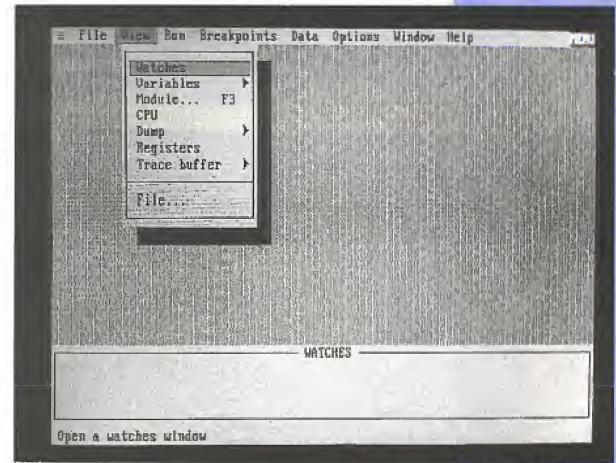 ≡ File View Run Breakpoints Data Options Window Help
Watches
Variables
Module... F3
CPU
Dump
Registers
Trace buffer
File...
WATCHES
Open a watches window